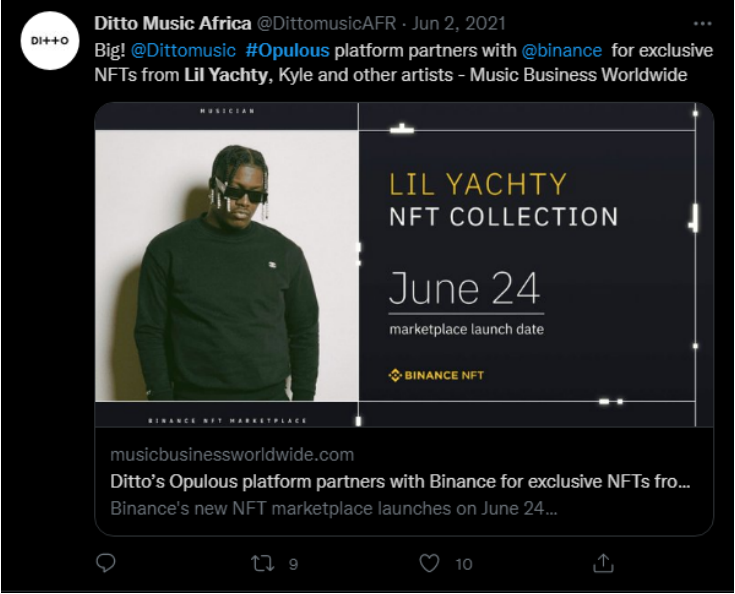 Ditto Music Africa @DittomusicAFR · Jun 2, 2021
DI++O
Big! @Dittomusic #Opulous platform partners with @binance for exclusive
NFTs from Lil Yachty, Kyle and other artists - Music Business Worldwide
MUSICIAN
LIL YACHTY
NFT COLLECTION
June 24
marketplace launch date
BINANCE NFT
BINANCE NFT MARKETPLACE
musicbusinessworldwide.com
Ditto’s Opulous platform partners with Binance for exclusive NFTs fro...
Binance's new NFT marketplace launches on June 24...
9
10